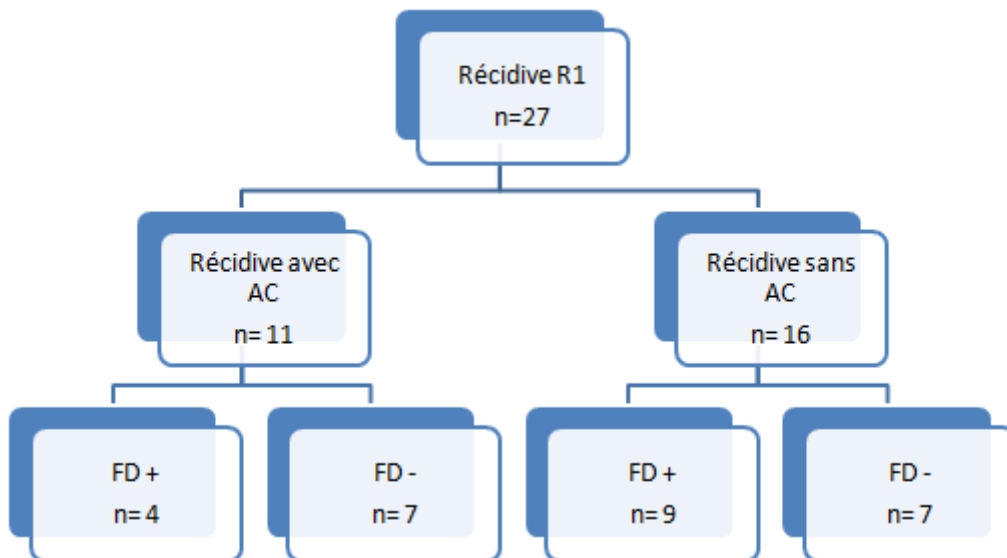 Récidive R1
n=27
Récidive avec
AC
n= 11
Récidive sans
AC
n= 16
FD +
n= 4
FD -
n= 7
FD +
n= 9
FD -
n= 7